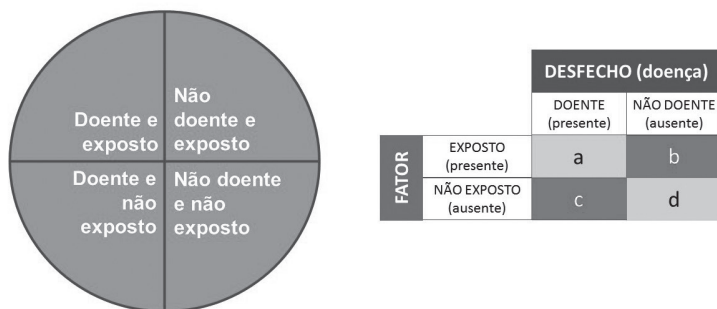 Doente e
exposto
Não
doente e
exposto
Doente e
não
exposto
Não doente
e não
exposto
DESFECHO (doença)
DOENTE
(presente)
NÃO DOENTE
(ausente)
FATOR
EXPOSTO
(presente)
a
b
NÃO EXPOSTO
(ausente)
c
d